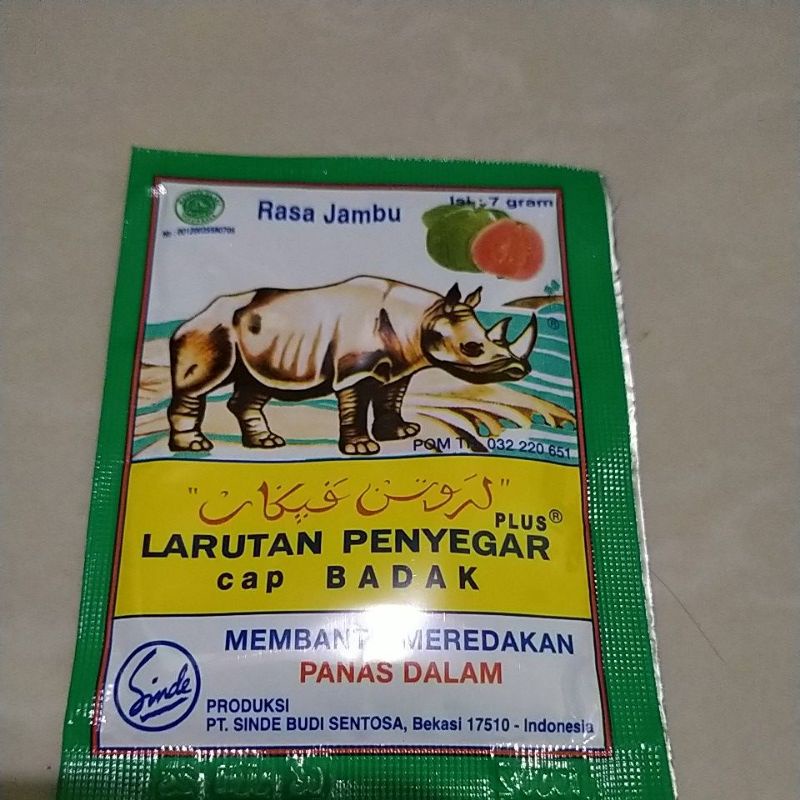 Rasa Jambu
Isi : 7 gram
POM TR. 032 220 651
"لروتن ڤڽݢر"
PLUS®
LARUTAN PENYEGAR
cap BADAK
MEMBANTU MEREDAKAN
PANAS DALAM
Sinde
PRODUKSI
PT. SINDE BUDI SENTOSA, Bekasi 17510 - Indonesia